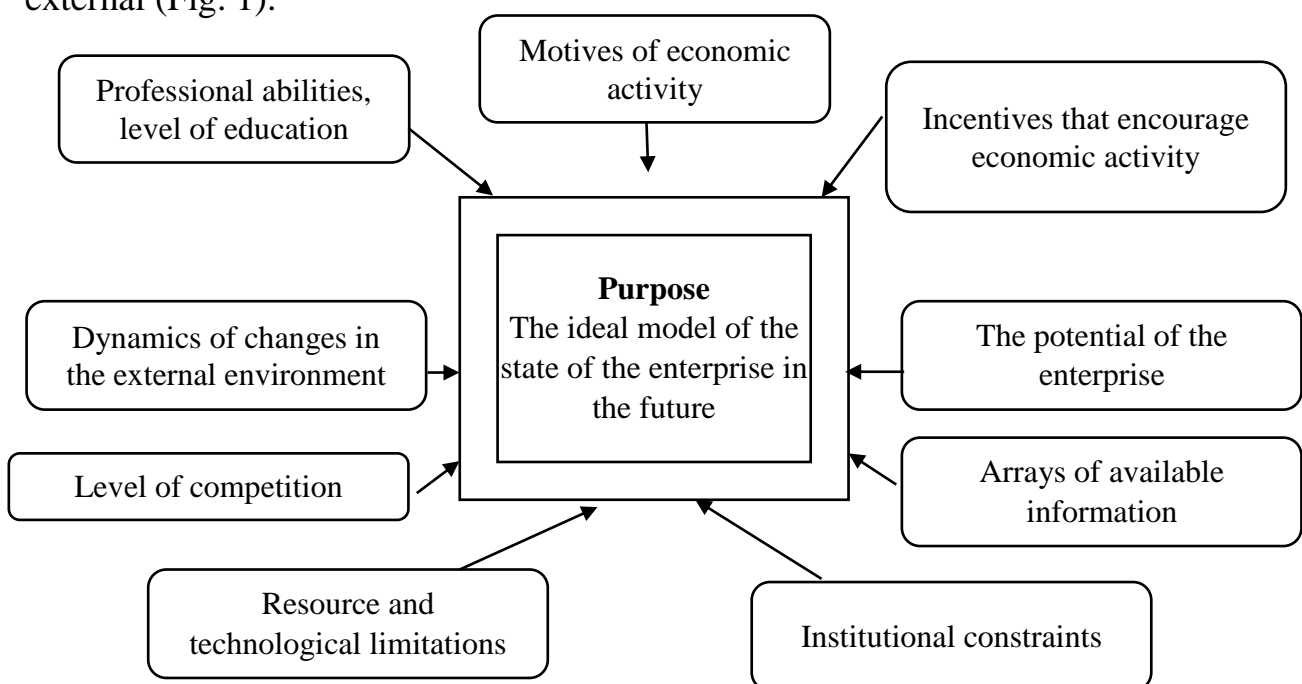 external (Fig. 1).
Motives of economic
activity
Professional abilities,
level of education
Incentives that encourage
economic activity
Purpose
The ideal model of the
state of the enterprise in
the future
Dynamics of changes in
the external environment
The potential of the
enterprise
Level of competition
Arrays of available
information
Resource and
technological limitations
Institutional constraints